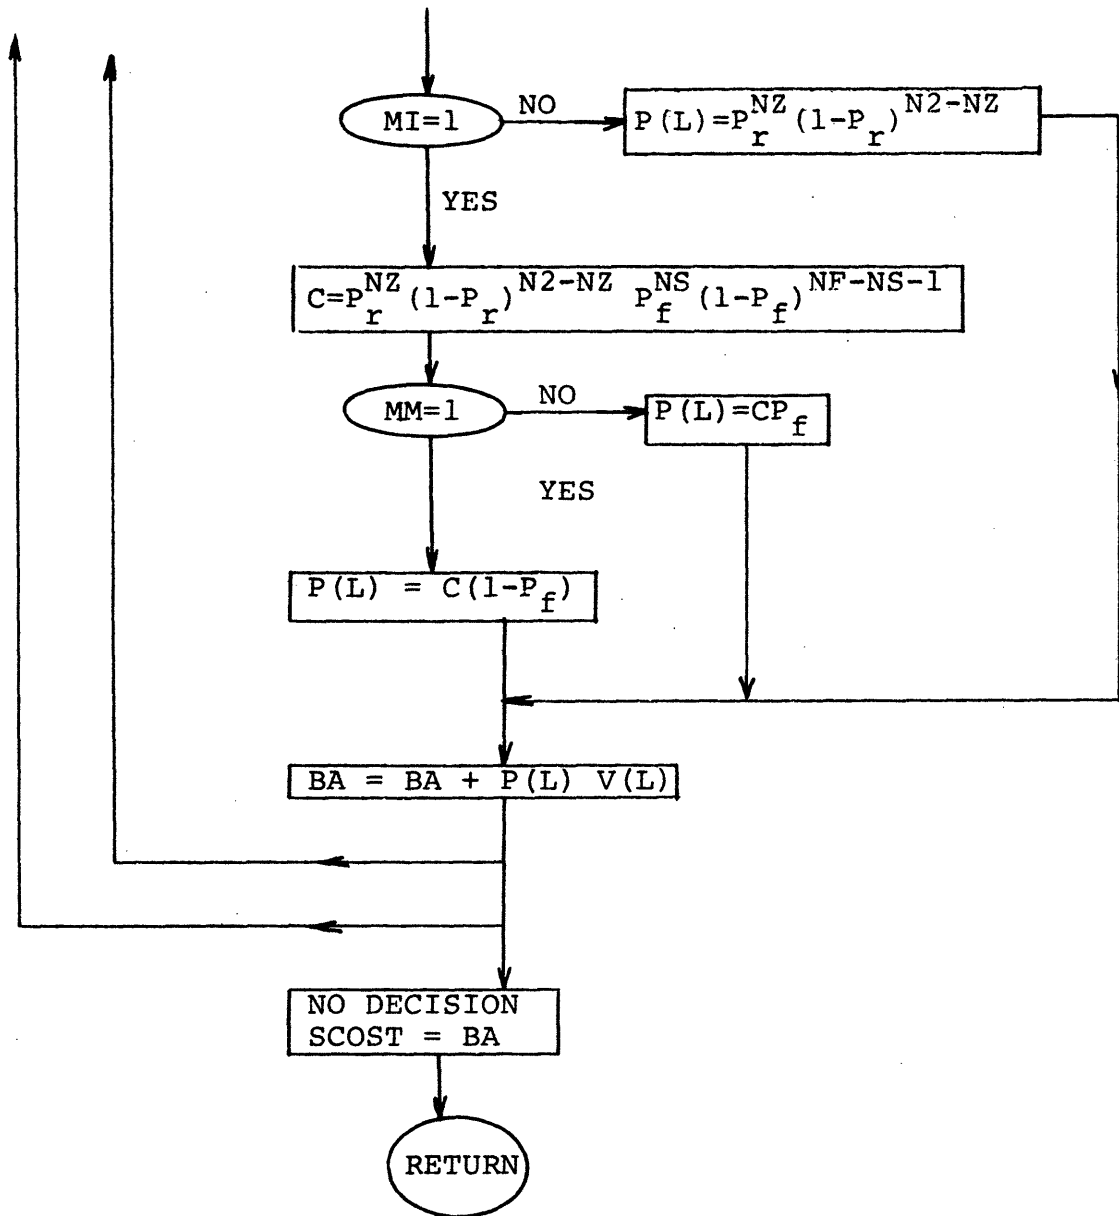 MI=1
NO
P(L)=P_r^NZ (1-P_r)^N2-NZ
YES
C=P_r^NZ (1-P_r)^N2-NZ P_f^NS (1-P_f)^NF-NS-1
MM=1
NO
P(L)=CP_f
YES
P(L) = C(1-P_f)
BA = BA + P(L) V(L)
NO DECISION
SCOST = BA
RETURN